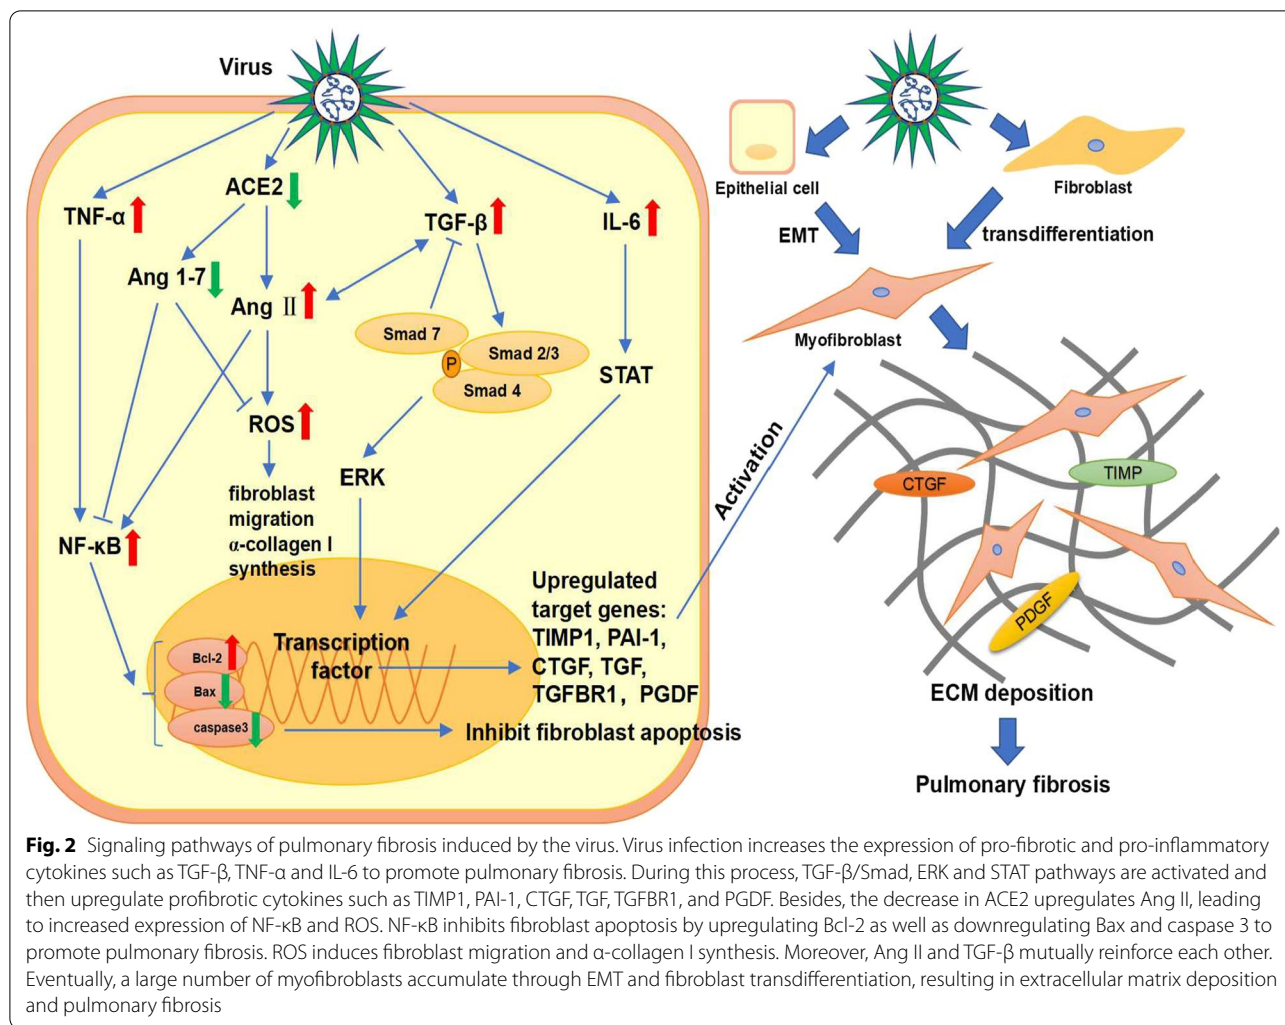 Virus
ACE2
TNF-α
TGF-β
IL-6
Ang 1-7
Ang Ⅱ
Smad 7
Smad 2/3
P
Smad 4
STAT
ROS
ERK
fibroblast
migration
α-collagen I
synthesis
NF-κB
Transcription
factor
Bcl-2
Bax
caspase3
Upregulated
target genes:
TIMP1, PAI-1,
CTGF, TGF,
TGFBR1, PGDF
Inhibit fibroblast apoptosis
Activation
Epithelial cell
Fibroblast
EMT
transdifferentiation
Myofibroblast
CTGF
TIMP
PDGF
ECM deposition
Pulmonary fibrosis
Fig. 2 Signaling pathways of pulmonary fibrosis induced by the virus. Virus infection increases the expression of pro-fibrotic and pro-inflammatory
cytokines such as TGF-β, TNF-α and IL-6 to promote pulmonary fibrosis. During this process, TGF-β/Smad, ERK and STAT pathways are activated and
then upregulate profibrotic cytokines such as TIMP1, PAI-1, CTGF, TGF, TGFBR1, and PGDF. Besides, the decrease in ACE2 upregulates Ang II, leading
to increased expression of NF-κB and ROS. NF-κB inhibits fibroblast apoptosis by upregulating Bcl-2 as well as downregulating Bax and caspase 3 to
promote pulmonary fibrosis. ROS induces fibroblast migration and α-collagen I synthesis. Moreover, Ang II and TGF-β mutually reinforce each other.
Eventually, a large number of myofibroblasts accumulate through EMT and fibroblast transdifferentiation, resulting in extracellular matrix deposition
and pulmonary fibrosis